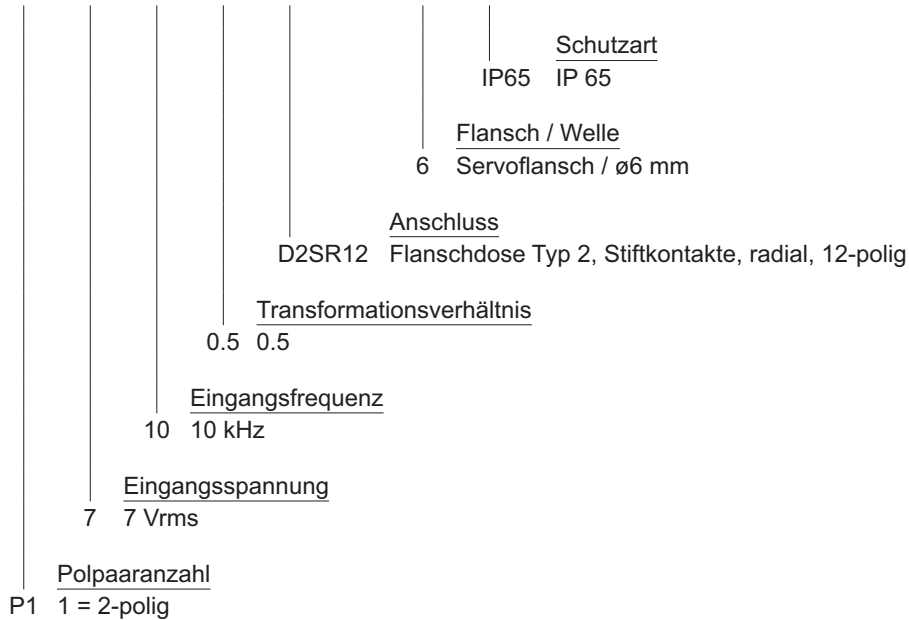 Schutzart
IP65 IP 65
Flansch / Welle
6 Servoflansch / ø6 mm
Anschluss
D2SR12 Flanschdose Typ 2, Stiftkontakte, radial, 12-polig
Transformationsverhältnis
0.5 0.5
Eingangsfrequenz
10 10 kHz
Eingangsspannung
7 7 Vrms
Polpaaranzahl
P1 1 = 2-polig